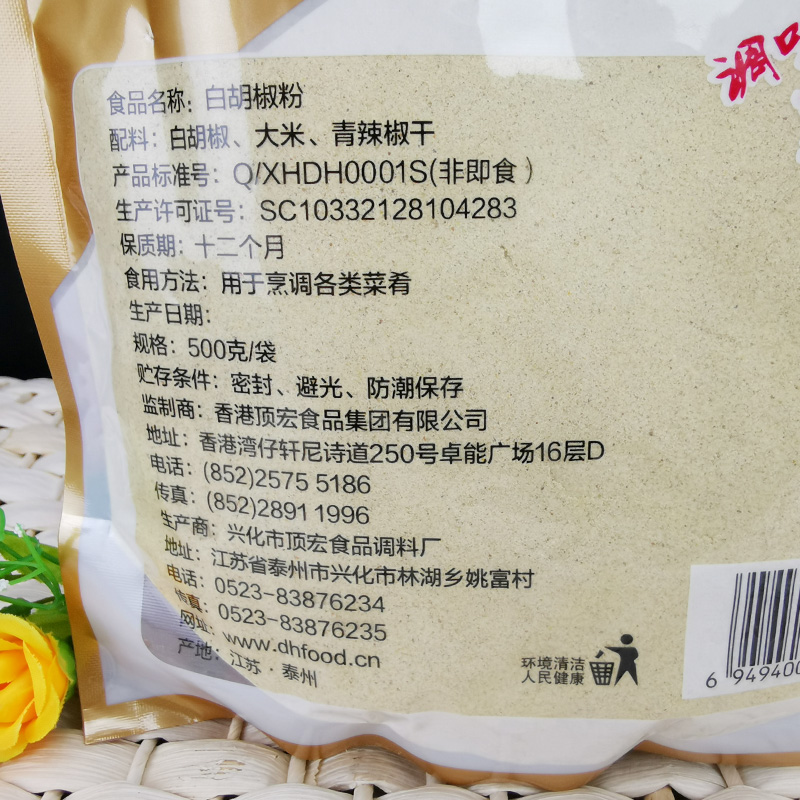 调味
食品名称：白胡椒粉
配料：白胡椒、大米、青辣椒干
产品标准号：Q/XHDH0001S(非即食)
生产许可证号：SC10332128104283
保质期：十二个月
食用方法：用于烹调各类菜肴
生产日期：
规格：500克/袋
贮存条件：密封、避光、防潮保存
监制商：香港顶宏食品集团有限公司
地址：香港湾仔轩尼诗道250号卓能广场16层D
电话：(852)2575 5186
传真：(852)2891 1996
生产商：兴化市顶宏食品调料厂
地址：江苏省泰州市兴化市林湖乡姚富村
电话：0523-83876234
传真：0523-83876235
网址：www.dhfood.cn
产地：江苏·泰州
环境清洁
人民健康
6 949400